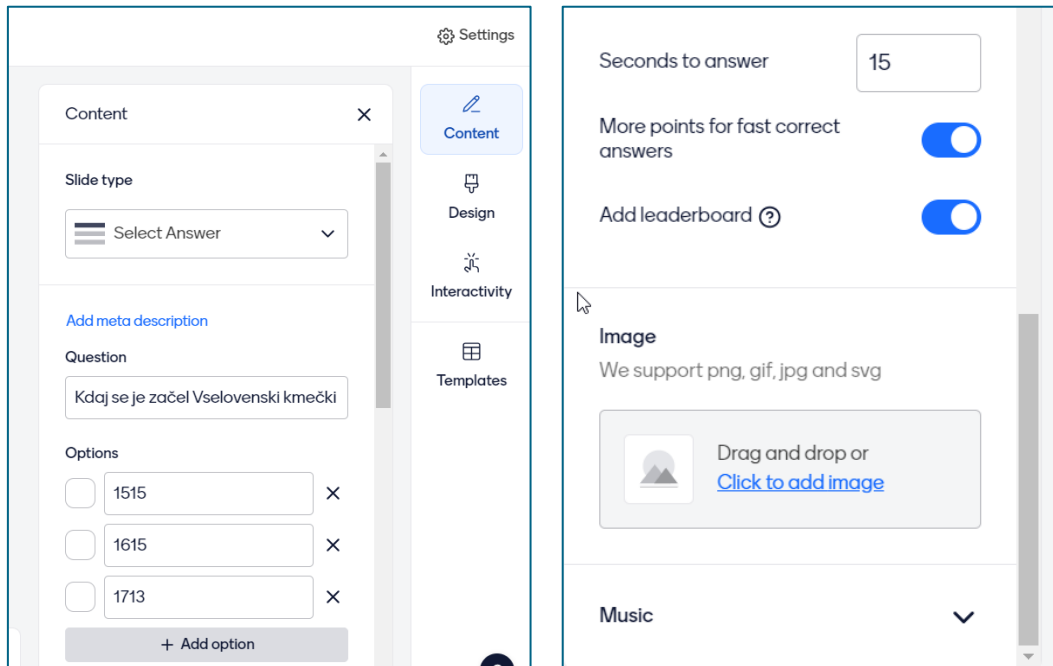 Settings
Content
Slide type
Select Answer
Add meta description
Question
Kdaj se je začel Vselovenski kmečki
Options
1515
1615
1713
+ Add option
Content
Design
Interactivity
Templates
Seconds to answer
15
More points for fast correct
answers
Add leaderboard ?
Image
We support png, gif, jpg and svg
Drag and drop or
Click to add image
Music